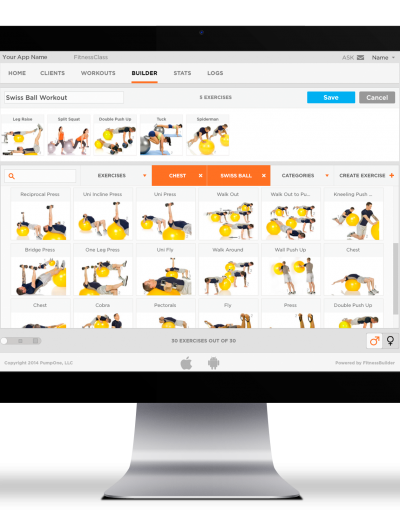 Your App Name FitnessClass ASK Name
HOME CLIENTS WORKOUTS BUILDER STATS LOGS
Swiss Ball Workout 5 EXERCISES Save Cancel
Leg Raise Split Squat Double Push Up Tuck Spiderman
EXERCISES CHEST SWISS BALL CATEGORIES CREATE EXERCISE
Reciprocal Press Uni Incline Press Uni Press Walk Out Walk Out to Pu... Kneeling Push ...
Bridge Press One Leg Press Uni Fly Walk Around Wall Push Up Chest
Chest Cobra Pectorals Fly Press Double Push Up
30 EXERCISES OUT OF 30
Copyright 2014 PumpOne, LLC Powered by FitnessBuilder